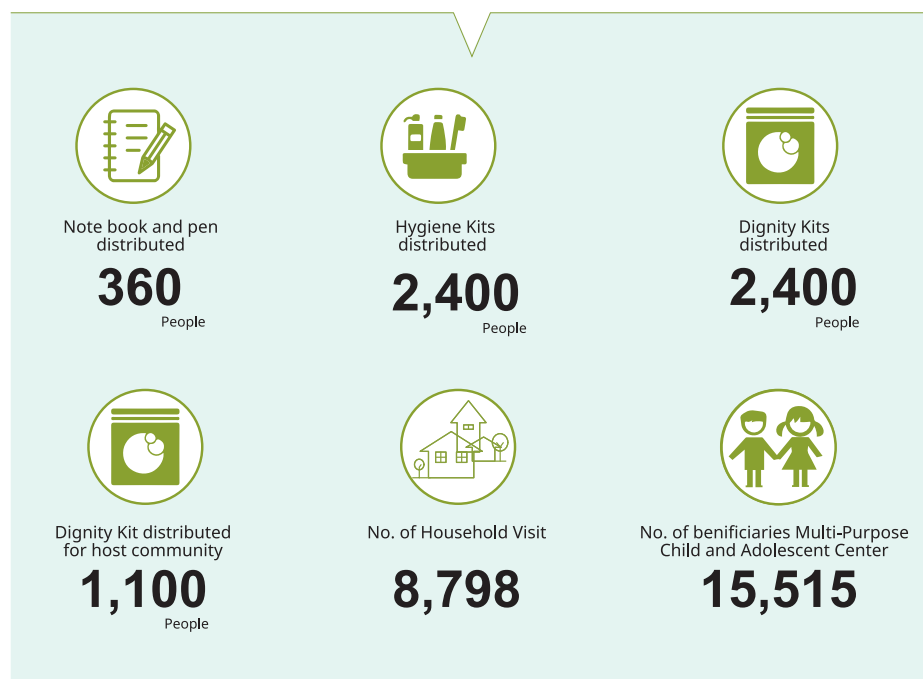 Note book and pen
distributed
360
People
Hygiene Kits
distributed
2,400
People
Dignity Kits
distributed
2,400
People
Dignity Kit distributed
for host community
1,100
People
No. of Household Visit
8,798
No. of benificiaries Multi-Purpose
Child and Adolescent Center
15,515